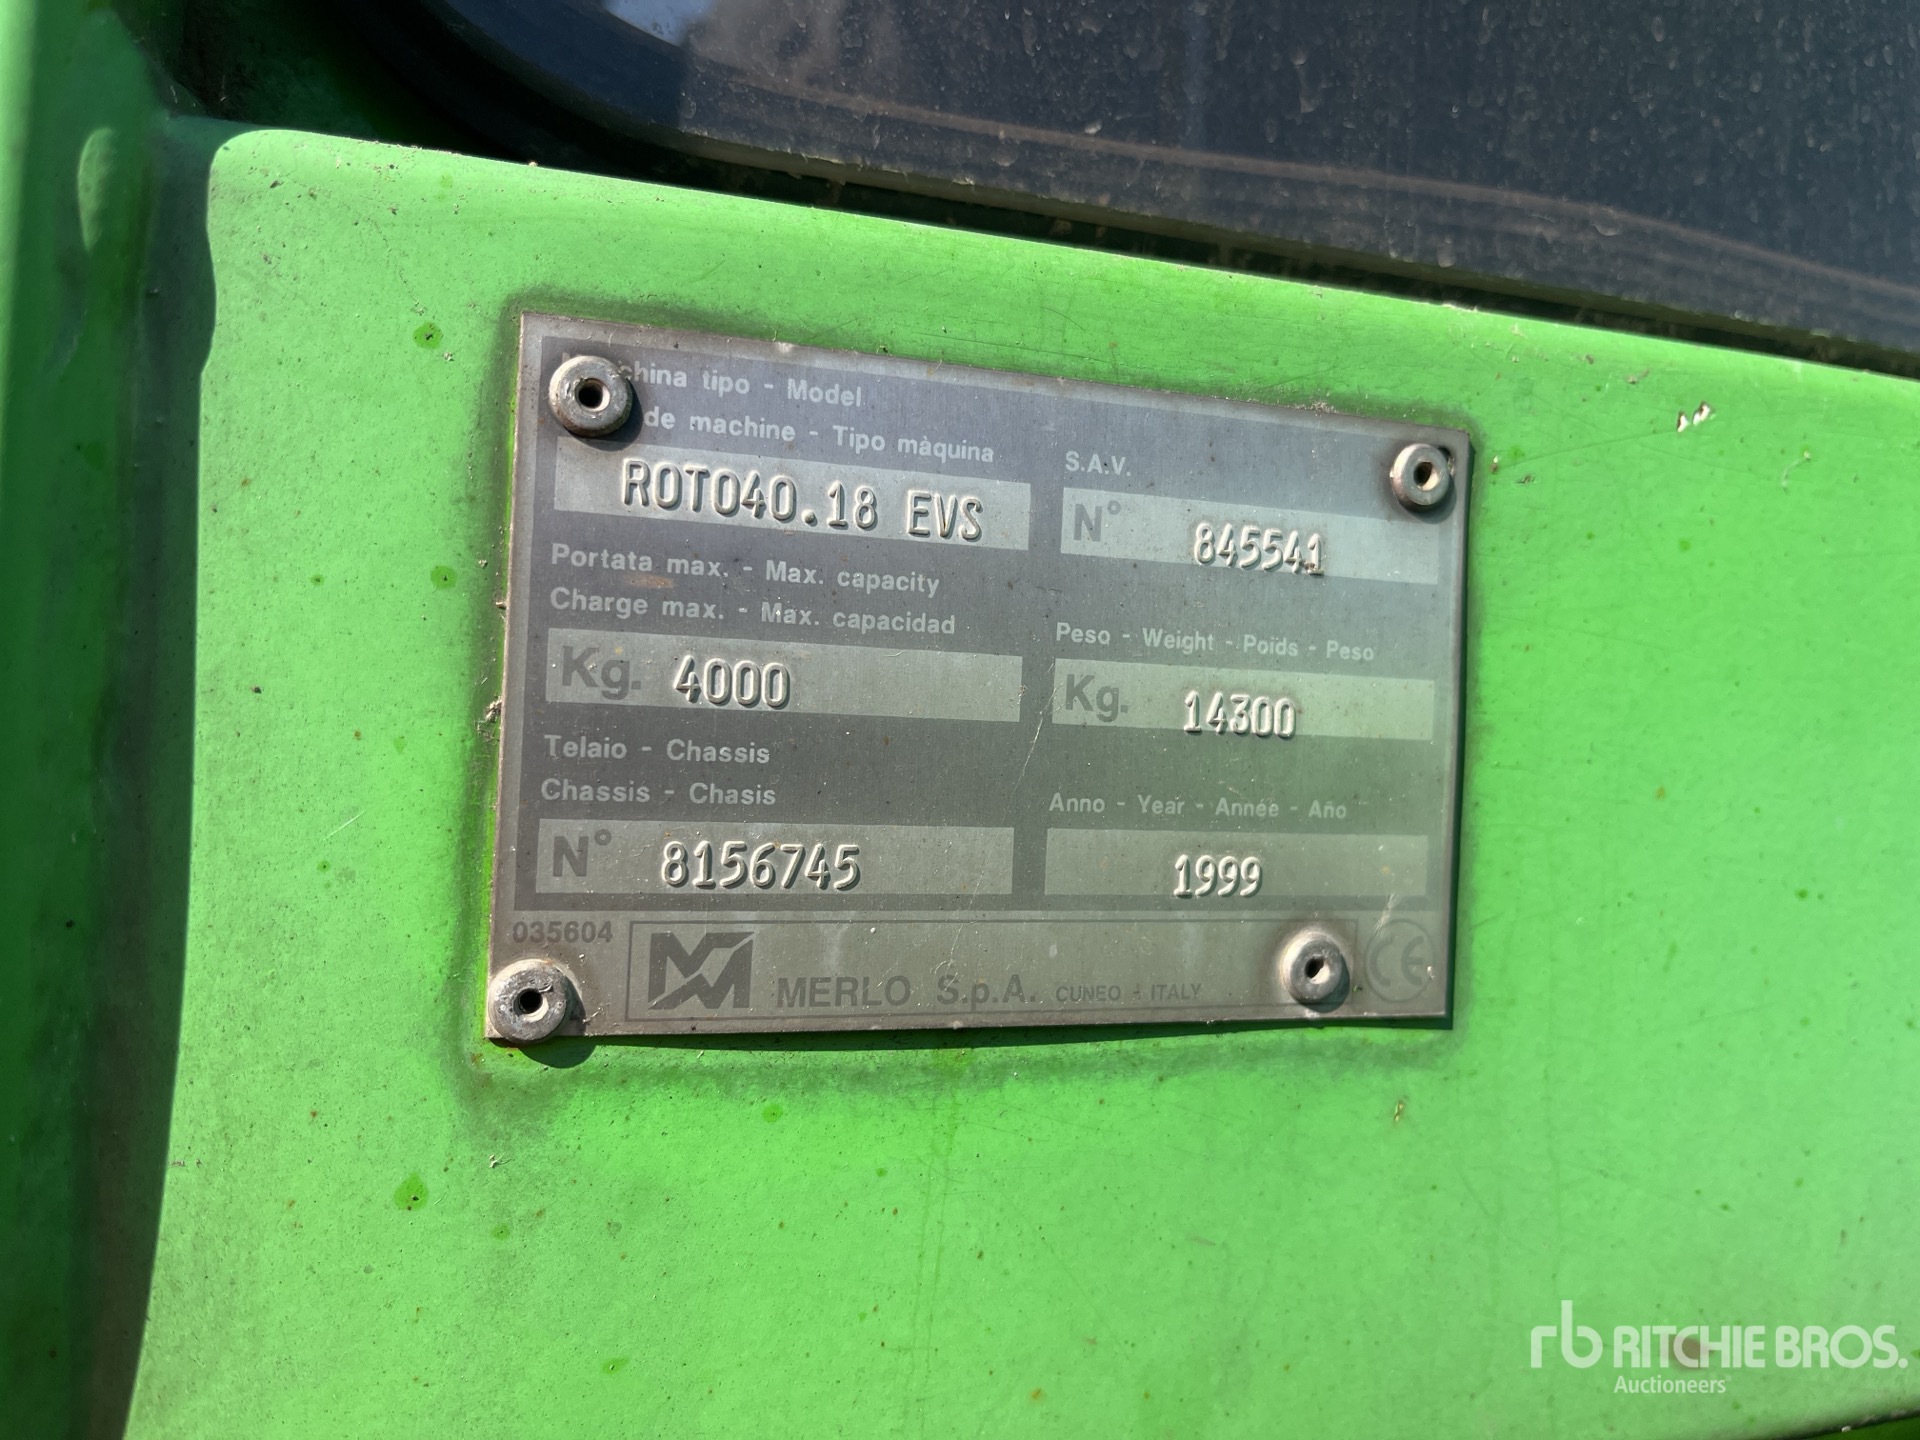 china tipo - Model
de machine - Tipo màquina
ROTO40.18 EVS
S.A.V.
N° 845541
Portata max. - Max. capacity
Charge max. - Max. capacidad
Kg. 4000
Peso - Weight - Poids - Peso
Kg. 14300
Telaio - Chassis
Chassis - Chasis
N° 8156745
Anno - Year - Année - Año
1999
035604
MERLO S.p.A. CUNEO - ITALY
CE
rb RITCHIE BROS.
Auctioneers